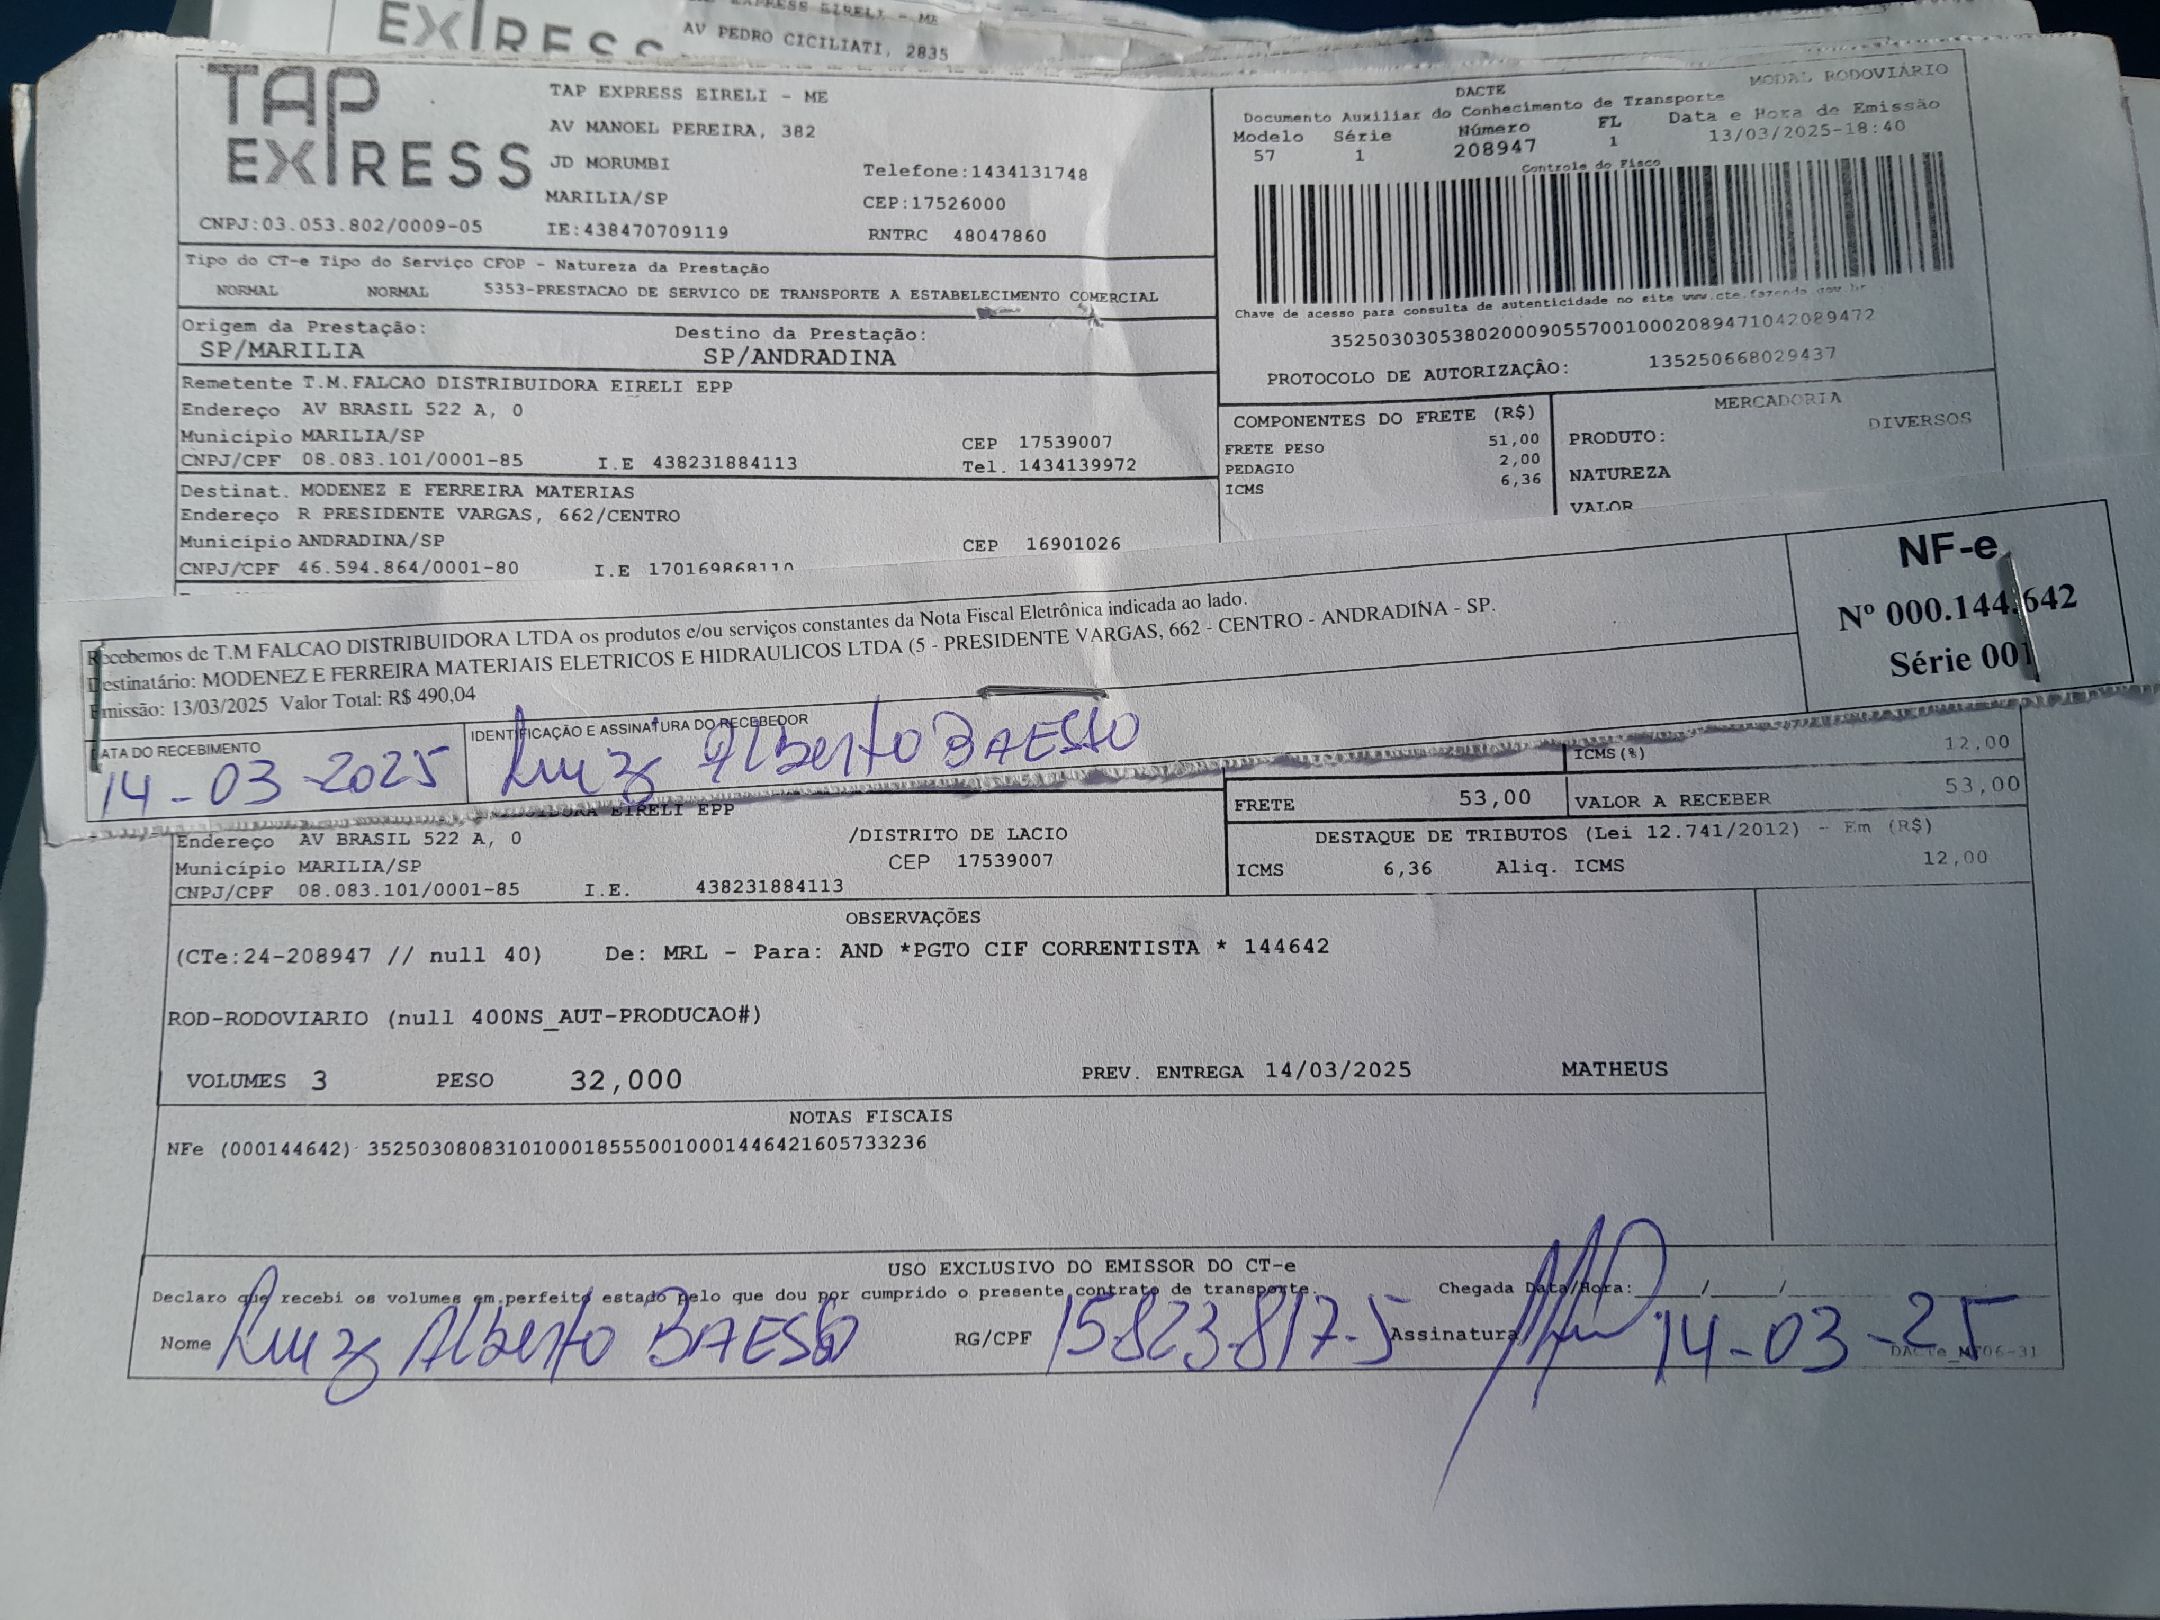 EXPRESS
EXPRESS EIRELI - ME
AV PEDRO CICILIATI, 2835
TAP
EXPRESS
CNPJ:03.053.802/0009-05
TAP EXPRESS EIRELI - ME
AV MANOEL PEREIRA, 382
JD MORUMBI
Telefone:1434131748
MARILIA/SP
CEP:17526000
IE:438470709119
RNTRC 48047860
DACTE
MODAL RODOVIÁRIO
Documento Auxiliar do Conhecimento de Transporte
Modelo Série Número FL Data e Hora de Emissão
57 1 208947 1 13/03/2025-18:40
Controle do Fisco
Chave de acesso para consulta de autenticidade no site www.cte.fazenda.gov.br
35250303053802000905570010002089471042089472
PROTOCOLO DE AUTORIZAÇÃO: 135250668029437
Tipo do CT-e Tipo do Serviço CFOP - Natureza da Prestação
NORMAL NORMAL 5353-PRESTACAO DE SERVICO DE TRANSPORTE A ESTABELECIMENTO COMERCIAL
Origem da Prestação: Destino da Prestação:
SP/MARILIA SP/ANDRADINA
Remetente T.M.FALCAO DISTRIBUIDORA EIRELI EPP
Endereço AV BRASIL 522 A, 0
Município MARILIA/SP CEP 17539007
CNPJ/CPF 08.083.101/0001-85 I.E 438231884113 Tel. 1434139972
Destinat. MODENEZ E FERREIRA MATERIAS
Endereço R PRESIDENTE VARGAS, 662/CENTRO
Município ANDRADINA/SP CEP 16901026
CNPJ/CPF 46.594.864/0001-80 I.E 170169868110
COMPONENTES DO FRETE (R$)
FRETE PESO 51,00
PEDAGIO 2,00
ICMS 6,36
MERCADORIA
PRODUTO: DIVERSOS
NATUREZA
VALOR
Recebemos de T.M FALCAO DISTRIBUIDORA LTDA os produtos e/ou serviços constantes da Nota Fiscal Eletrônica indicada ao lado.
Destinatário: MODENEZ E FERREIRA MATERIAIS ELETRICOS E HIDRAULICOS LTDA (5 - PRESIDENTE VARGAS, 662 - CENTRO - ANDRADINA - SP.
Emissão: 13/03/2025 Valor Total: R$ 490,04
DATA DO RECEBIMENTO
14-03-2025
IDENTIFICAÇÃO E ASSINATURA DO RECEBEDOR
Luiz Alberto BAESSO
NF-e
Nº 000.144.642
Série 001
ICMS(%) 12,00
FRETE 53,00 VALOR A RECEBER 53,00
DESTAQUE DE TRIBUTOS (Lei 12.741/2012) - Em (R$)
ICMS 6,36 Aliq. ICMS 12,00
EIRELI EPP
Endereço AV BRASIL 522 A, 0 /DISTRITO DE LACIO
Município MARILIA/SP CEP 17539007
CNPJ/CPF 08.083.101/0001-85 I.E. 438231884113
OBSERVAÇÕES
(CTe:24-208947 // null 40) De: MRL - Para: AND *PGTO CIF CORRENTISTA * 144642
ROD-RODOVIARIO (null 400NS_AUT-PRODUCAO#)
VOLUMES 3 PESO 32,000 PREV. ENTREGA 14/03/2025 MATHEUS
NOTAS FISCAIS
NFe (000144642) 35250308083101000185550010001446421605733236
USO EXCLUSIVO DO EMISSOR DO CT-e
Declaro que recebi os volumes em perfeito estado pelo que dou por cumprido o presente contrato de transporte. Chegada Data/Hora:____/____/
Nome Luiz Alberto BAESSO RG/CPF 15.823.817-5 Assinatura 14-03-25